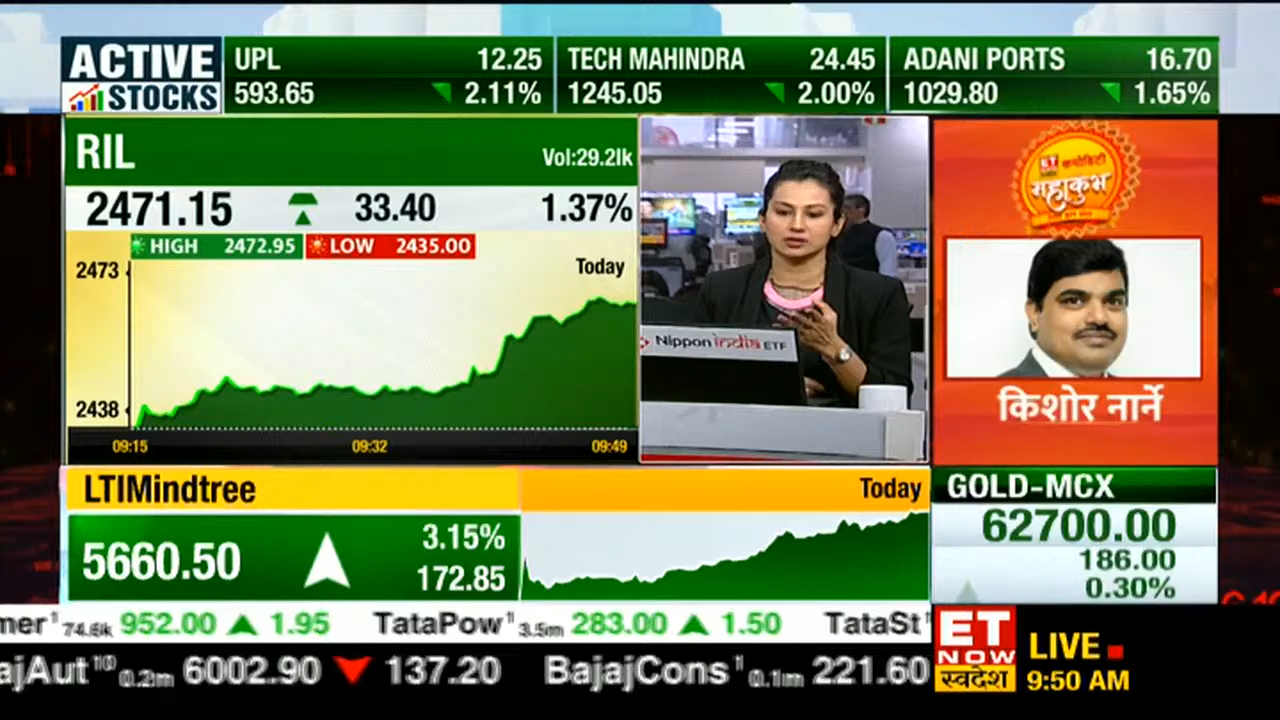 ACTIVE
STOCKS
UPL 12.25
593.65 2.11%
TECH MAHINDRA 24.45
1245.05 2.00%
ADANI PORTS 16.70
1029.80 1.65%
RIL
Vol:29.2lk
2471.15 33.40 1.37%
HIGH 2472.95 LOW 2435.00
2473
Today
2438
09:15 09:32 09:49
Nippon india ETF
ET
कमोडिटी
महाकुंभ
किशोर नार्ने
LTIMindtree
Today
5660.50
3.15%
172.85
GOLD-MCX
62700.00
186.00
0.30%
mer 74.6k 952.00 1.95 TataPow 3.5m 283.00 1.50 TataSt
ajAut 0.2m 6002.90 137.20 BajajCons 0.1m 221.60
ET
NOW
स्वदेश
LIVE
9:50 AM